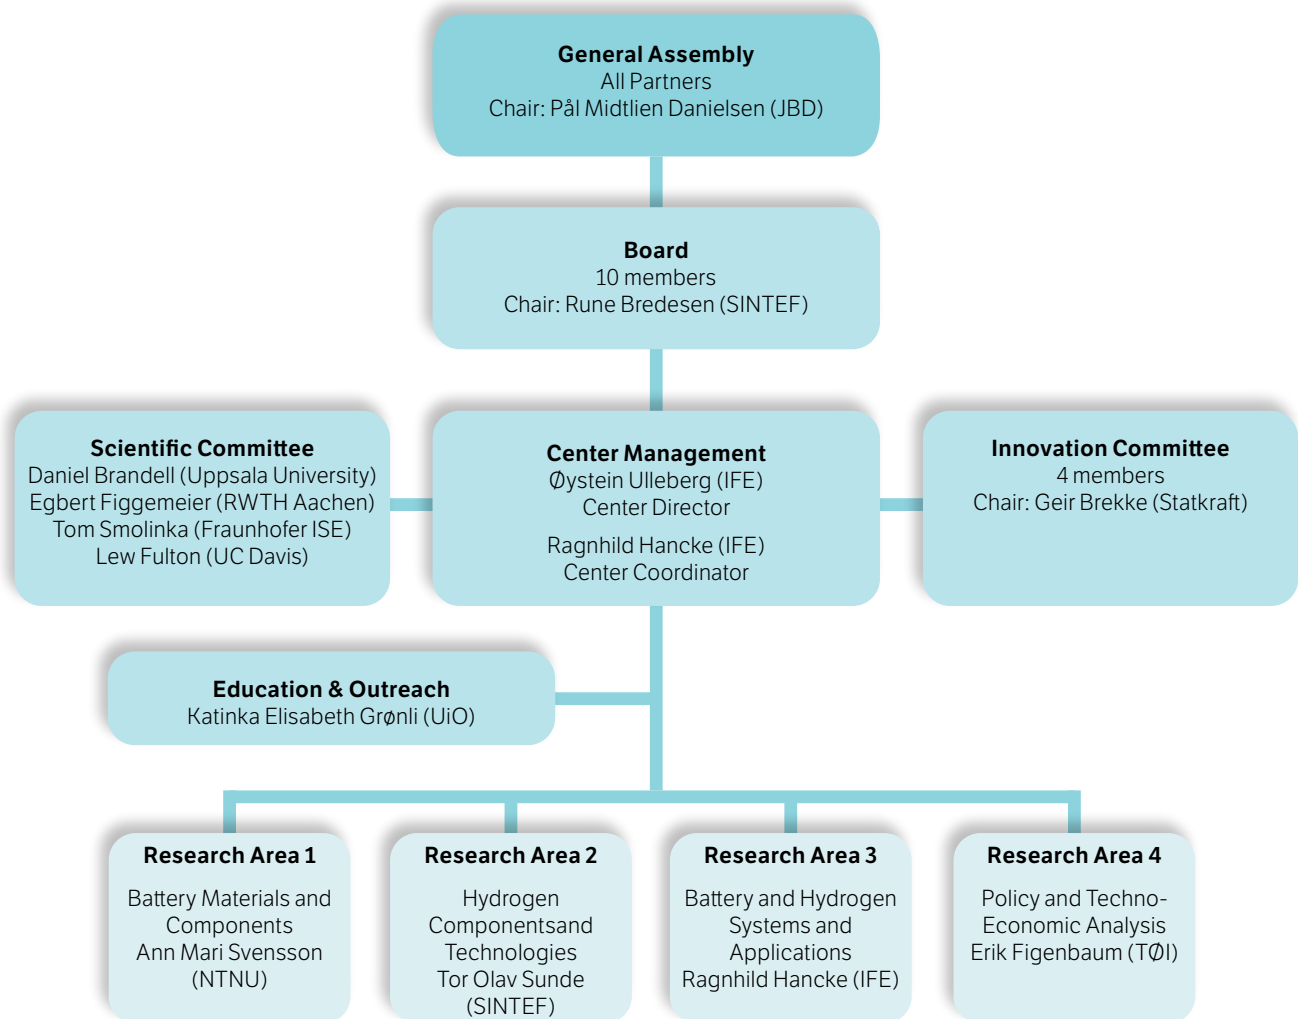 General Assembly
All Partners
Chair: Pål Midtlien Danielsen (JBD)
Board
10 members
Chair: Rune Bredesen (SINTEF)
Scientific Committee
Daniel Brandell (Uppsala University)
Egbert Figgemeier (RWTH Aachen)
Tom Smolinka (Fraunhofer ISE)
Lew Fulton (UC Davis)
Center Management
Øystein Ulleberg (IFE)
Center Director
Ragnhild Hancke (IFE)
Center Coordinator
Innovation Committee
4 members
Chair: Geir Brekke (Statkraft)
Education & Outreach
Katinka Elisabeth Grønli (UiO)
Research Area 1
Battery Materials and
Components
Ann Mari Svensson
(NTNU)
Research Area 2
Hydrogen
Componentsand
Technologies
Tor Olav Sunde
(SINTEF)
Research Area 3
Battery and Hydrogen
Systems and
Applications
Ragnhild Hancke (IFE)
Research Area 4
Policy and Techno-
Economic Analysis
Erik Figenbaum (TØI)